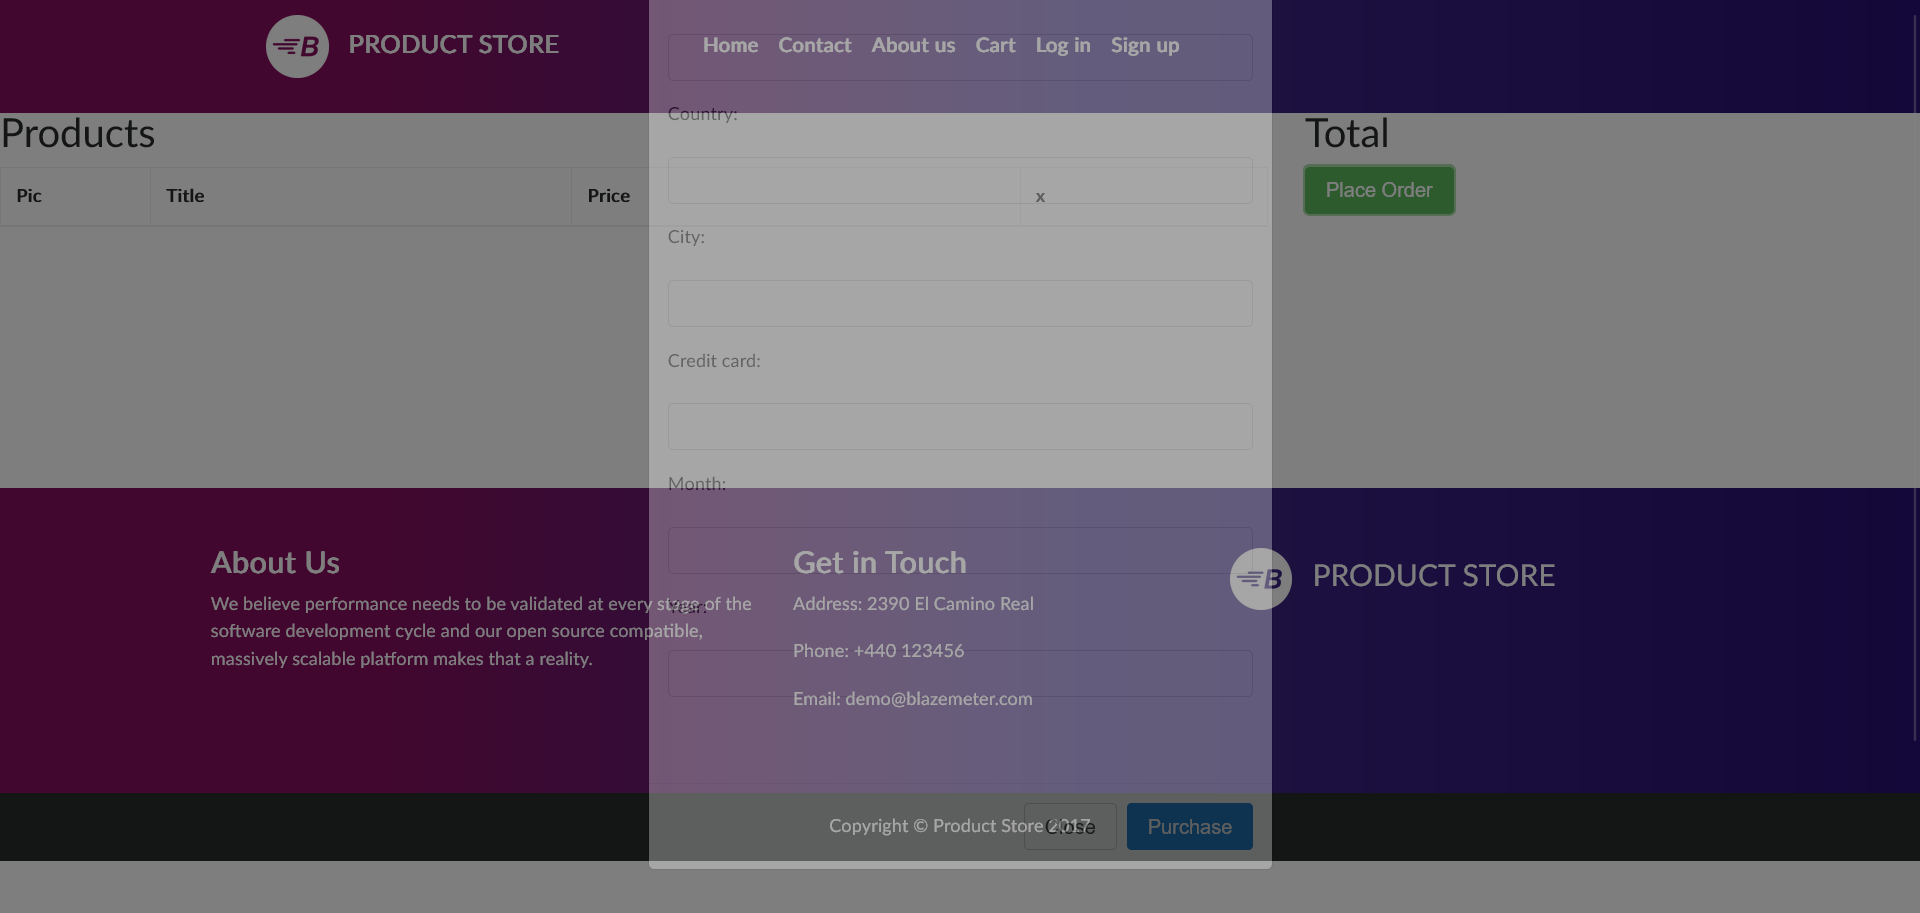 PRODUCT STORE
Home Contact About us Cart Log in Sign up
Country:
Products
Total
Pic Title Price x
Place Order
City:
Credit card:
Month:
About Us
We believe performance needs to be validated at every stage of the
software development cycle and our open source compatible,
massively scalable platform makes that a reality.
Get in Touch
Address: 2390 El Camino Real
Phone: +440 123456
Email: demo@blazemeter.com
Year:
B PRODUCT STORE
Copyright © Product Store 2017
Close Purchase